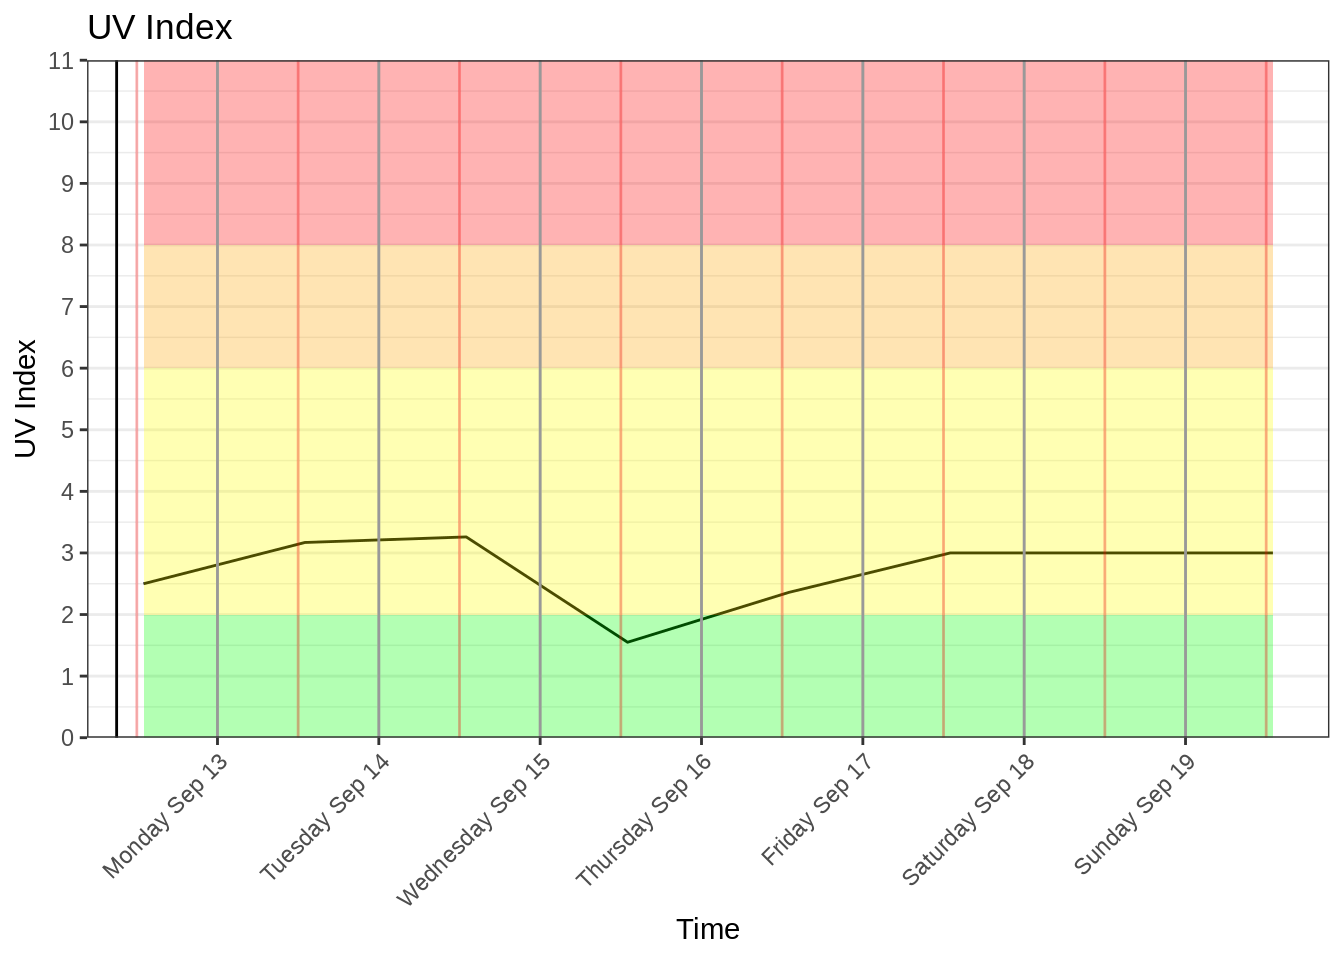 UV Index
11
10
9
8
7
6
5
4
3
2
1
0
UV Index
Monday Sep 13
Tuesday Sep 14
Wednesday Sep 15
Thursday Sep 16
Friday Sep 17
Saturday Sep 18
Sunday Sep 19
Time